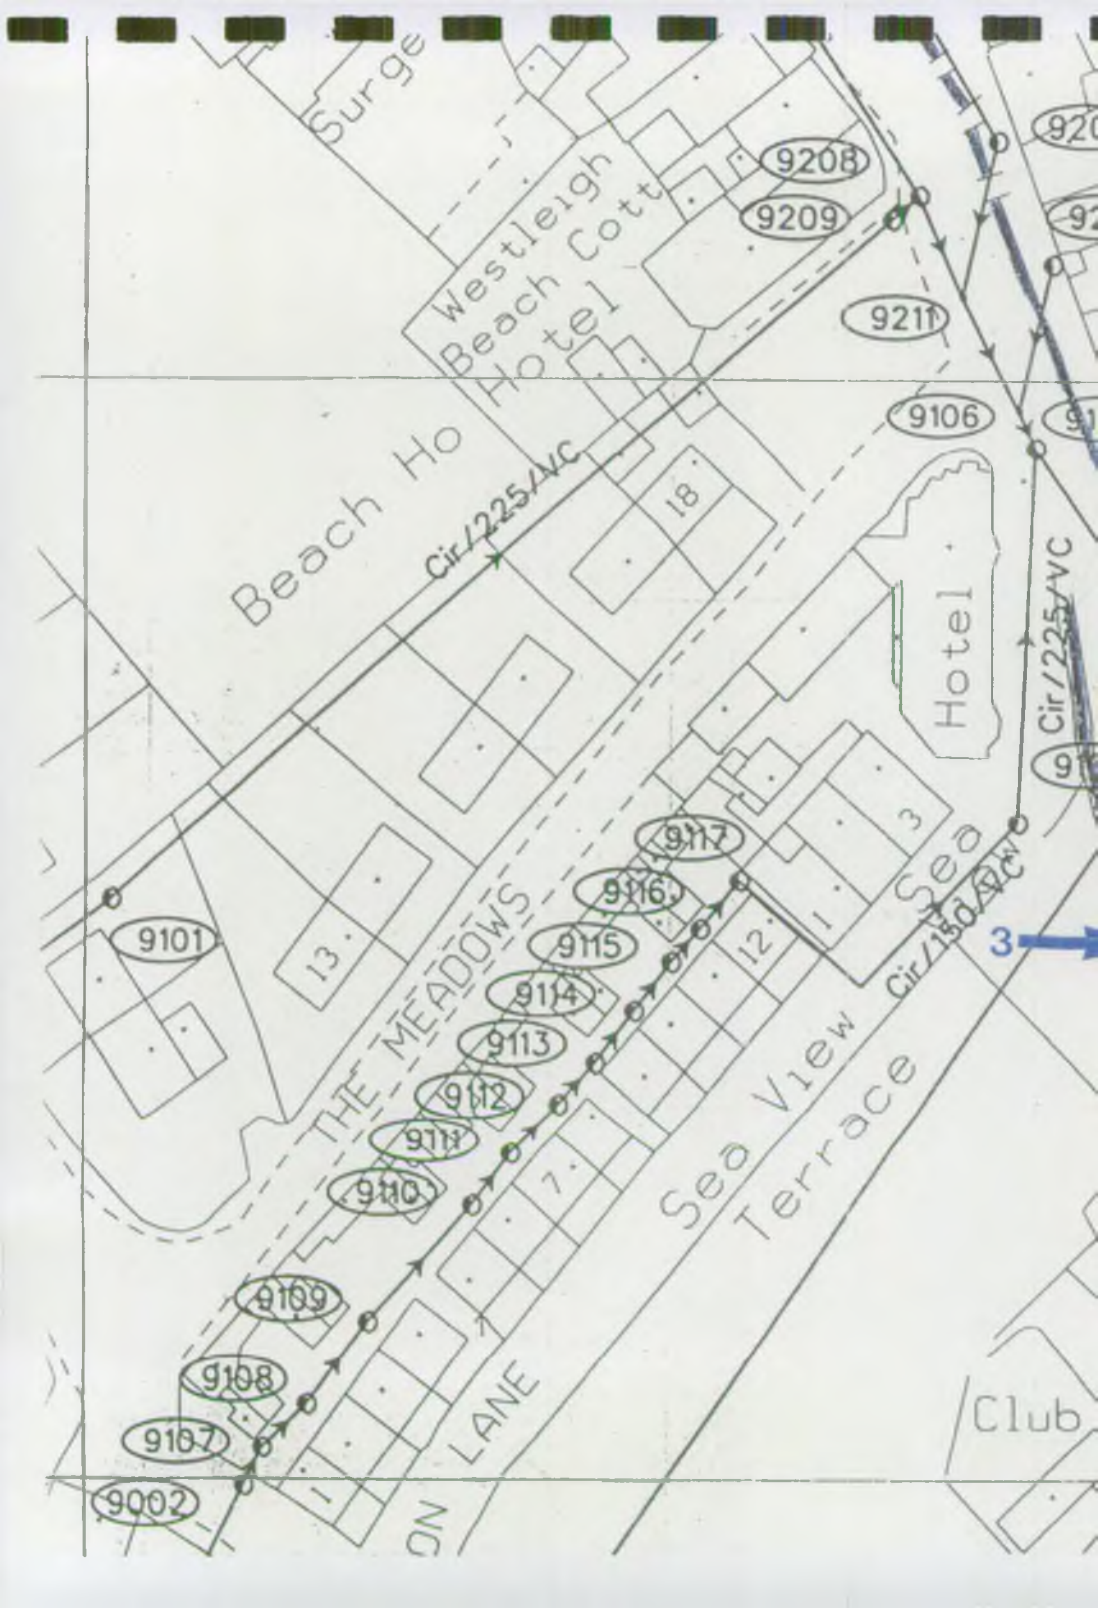 Surge
Westleigh
Beach Cott
Hotel
9208
9209
9211
9106
Beach Ho
Cir/225/VC
18
Hotel
Cir/225/VC
9101
13
THE MEADOWS
9117
9116
9115
9114
9113
9112
9111
9110
9109
9108
9107
9002
3
1
12
7
1
Sea
Cir/150/VC
3
Sea View
Terrace
LANE
ON
Club